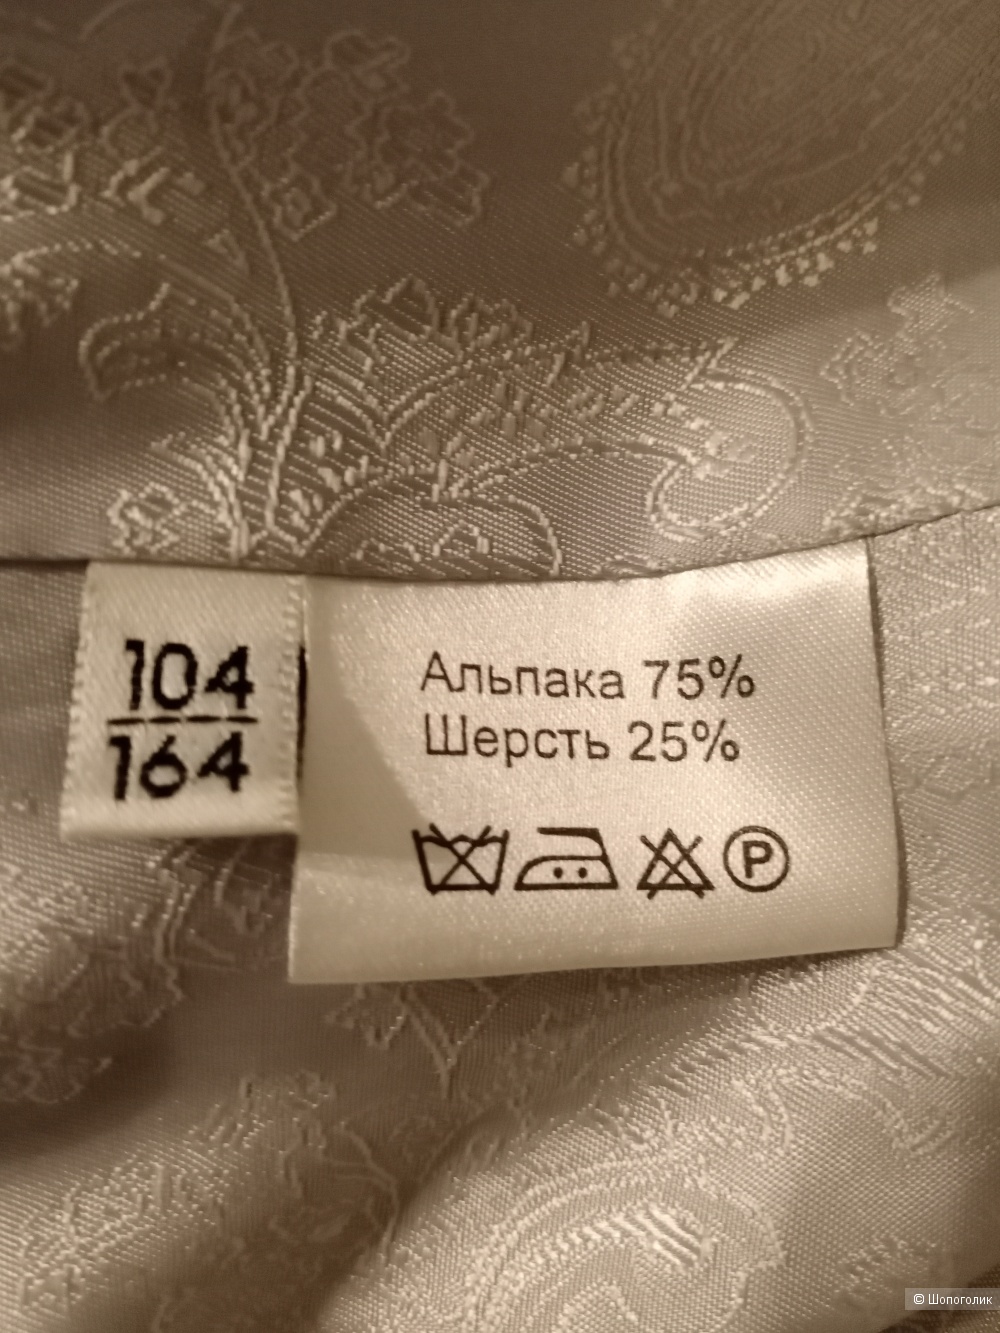 104
164
Альпака 75%
Шерсть 25%
P
© Шопоголик